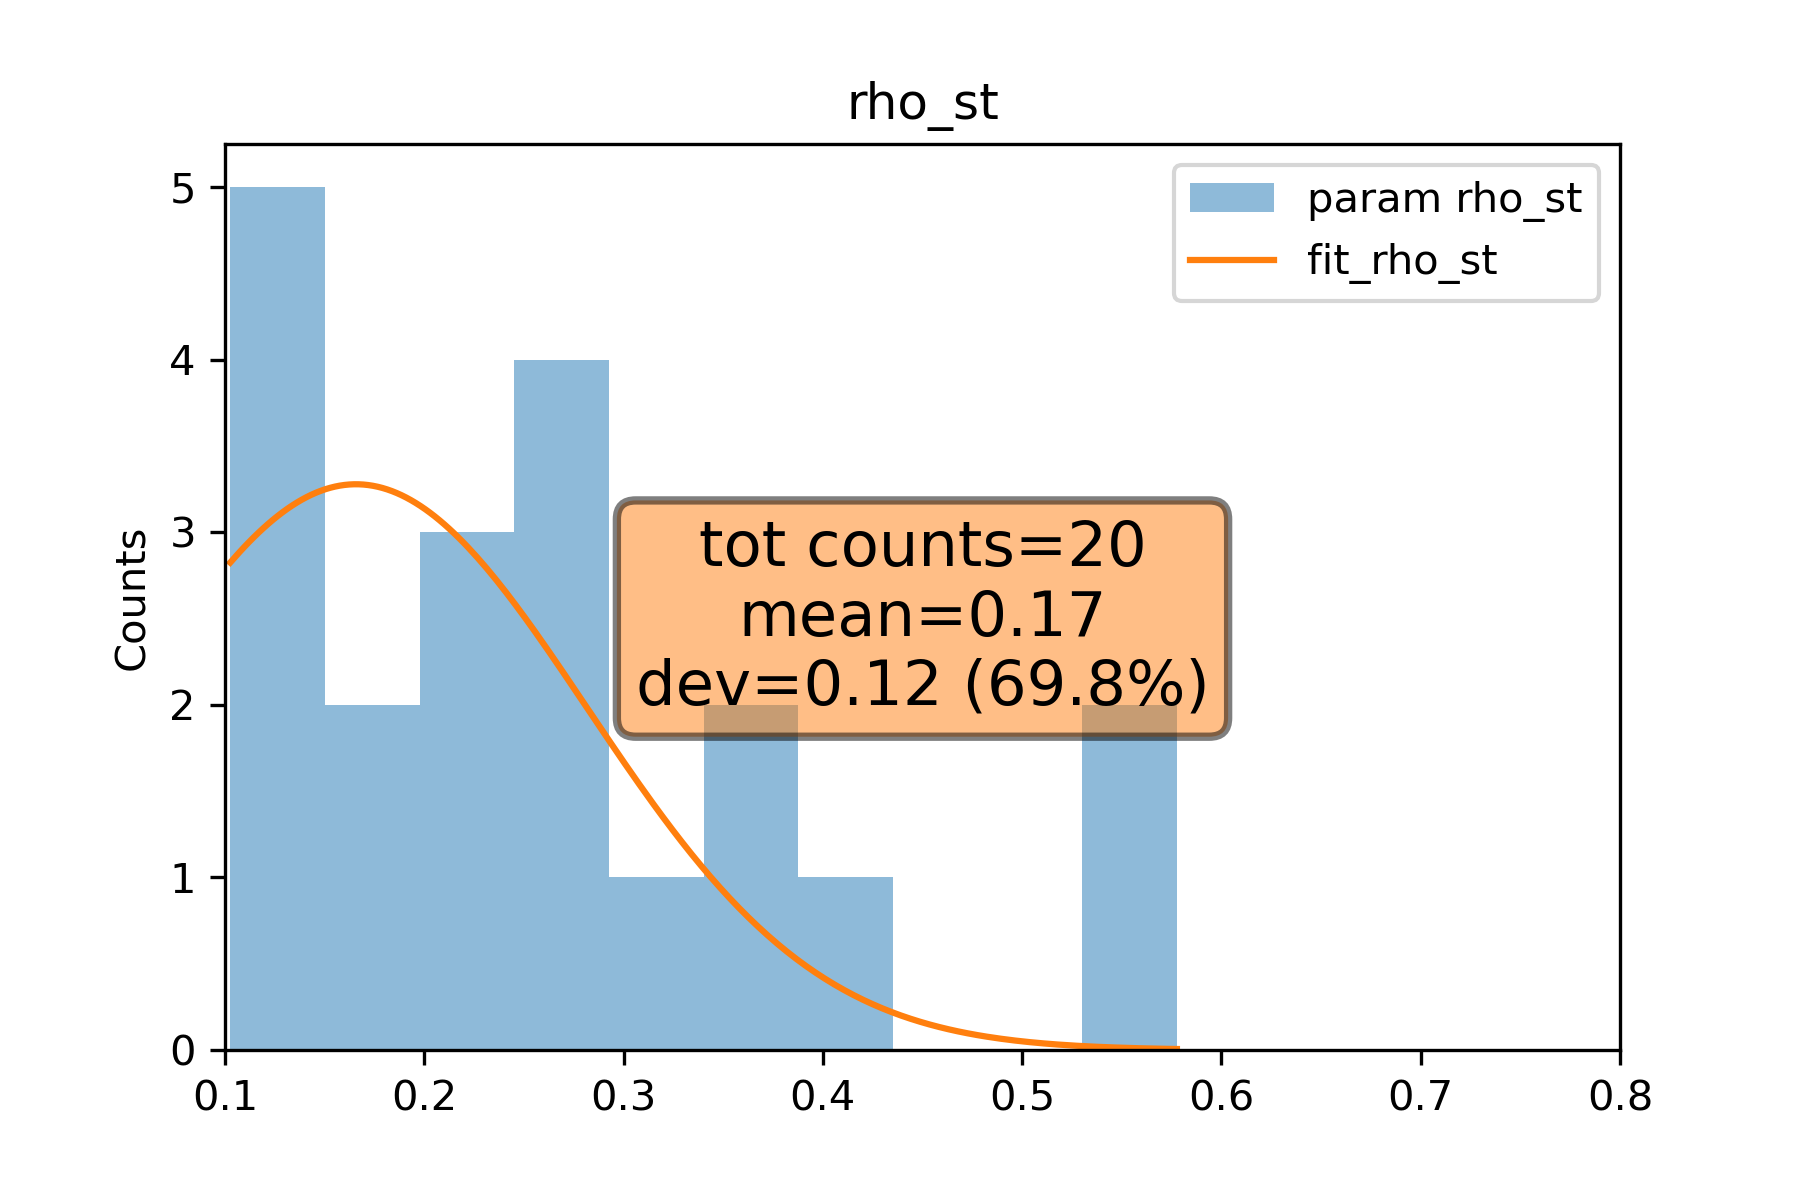 rho_st
param rho_st
fit_rho_st
Counts
5
4
3
2
1
0
tot counts=20
mean=0.17
dev=0.12 (69.8%)
0.1 0.2 0.3 0.4 0.5 0.6 0.7 0.8